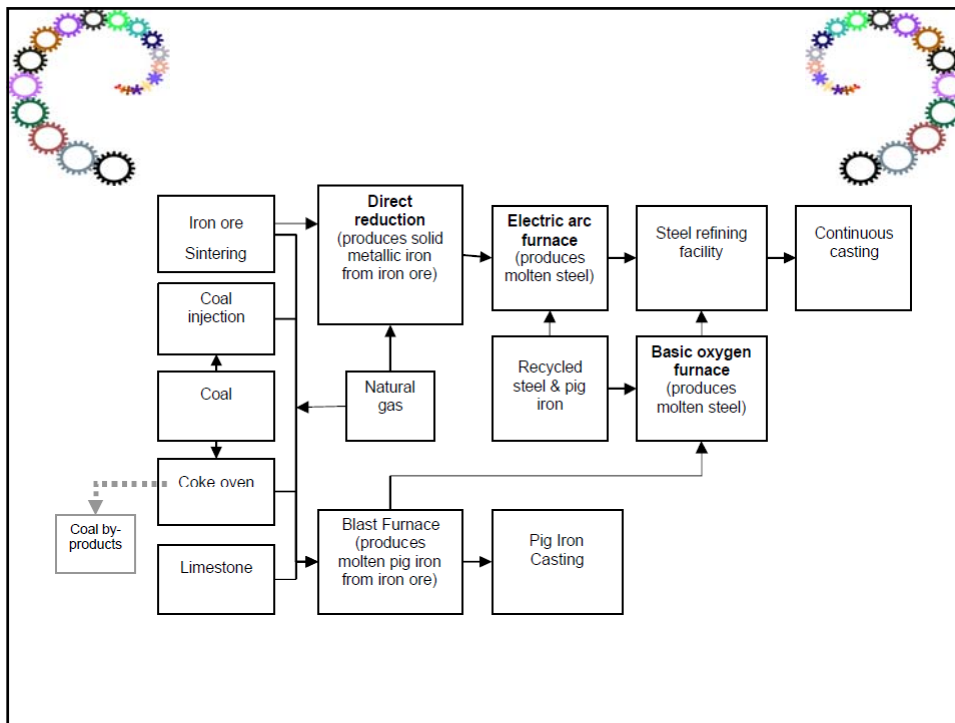 Iron ore
Sintering
Direct
reduction
(produces solid
metallic iron
from iron ore)
Electric arc
furnace
(produces
molten steel)
Steel refining
facility
Continuous
casting
Coal
injection
Coal
Natural
gas
Recycled
steel & pig
iron
Basic oxygen
furnace
(produces
molten steel)
Coke oven
Coal by-
products
Limestone
Blast Furnace
(produces
molten pig iron
from iron ore)
Pig Iron
Casting